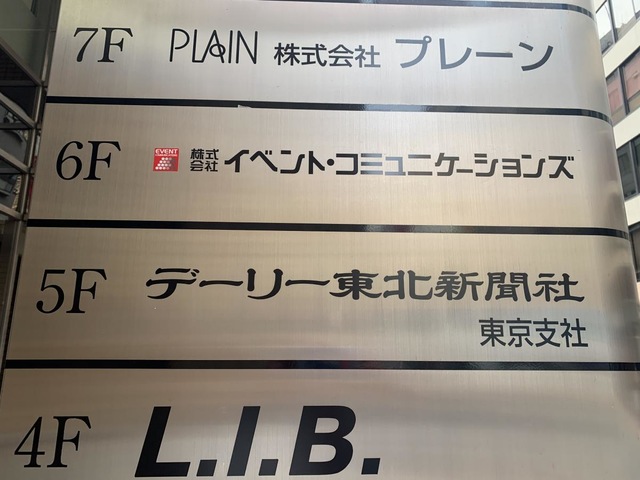 7F PLAIN 株式会社 プレーン
6F EVENT 株式会社 イベント・コミュニケーションズ
5F デーリー東北新聞社
東京支社
4F L.I.B.